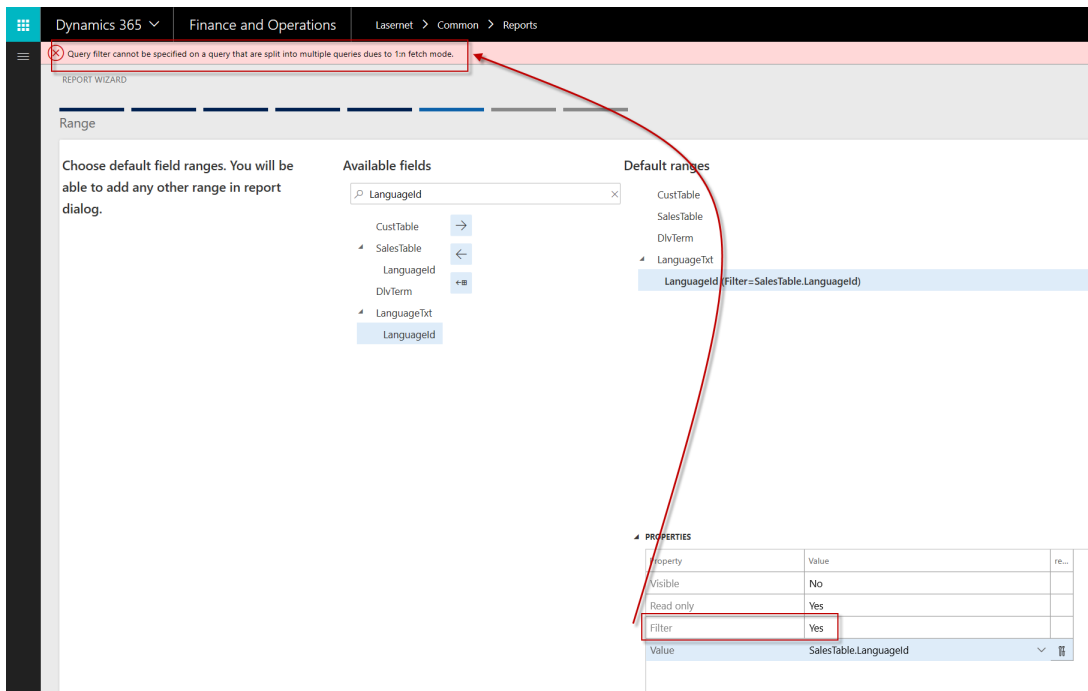 Dynamics 365 Finance and Operations Lasernet > Common > Reports
Query filter cannot be specified on a query that are split into multiple queries dues to 1:n fetch mode.
REPORT WIZARD
Range
Choose default field ranges. You will be
able to add any other range in report
dialog.
Available fields
LanguageId
CustTable
SalesTable
LanguageId
DlvTerm
LanguageTxt
LanguageId
Default ranges
CustTable
SalesTable
DlvTerm
LanguageTxt
LanguageId (Filter=SalesTable.LanguageId)
PROPERTIES
Property Value re...
Visible No
Read only Yes
Filter Yes
Value SalesTable.LanguageId